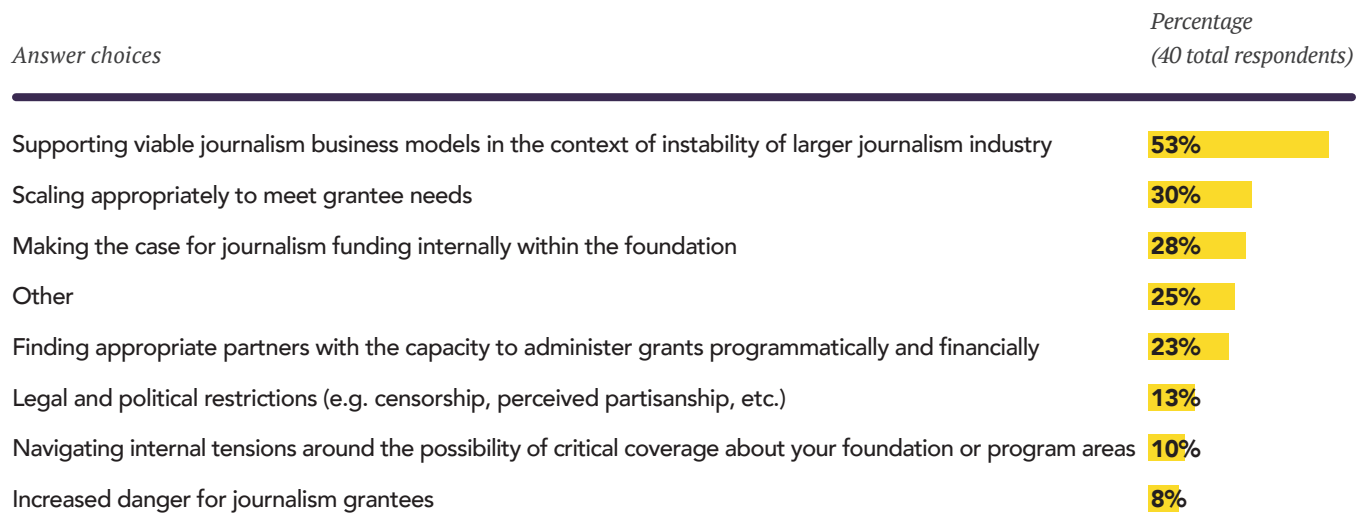 Percentage
Answer choices (40 total respondents)
Supporting viable journalism business models in the context of instability of larger journalism industry 53%
Scaling appropriately to meet grantee needs 30%
Making the case for journalism funding internally within the foundation 28%
Other 25%
Finding appropriate partners with the capacity to administer grants programmatically and financially 23%
Legal and political restrictions (e.g. censorship, perceived partisanship, etc.) 13%
Navigating internal tensions around the possibility of critical coverage about your foundation or program areas 10%
Increased danger for journalism grantees 8%